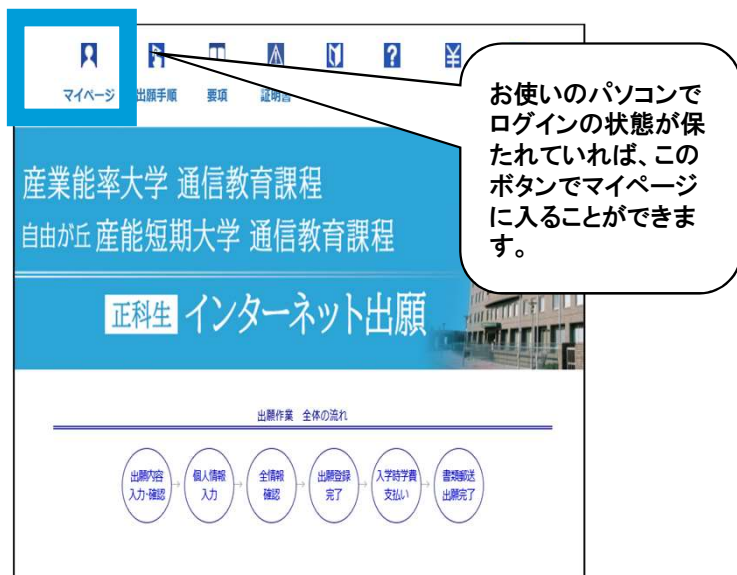 マイページ 出願手順 要項 証明書
お使いのパソコンで
ログインの状態が保
たれていれば、この
ボタンでマイページ
に入ることができま
す。
産業能率大学 通信教育課程
自由が丘 産能短期大学 通信教育課程
正科生 インターネット出願
出願作業 全体の流れ
出願内容 個人情報 全情報 出願登録 入学時学費 書類郵送
入力・確認 入力 確認 完了 支払い 出願完了